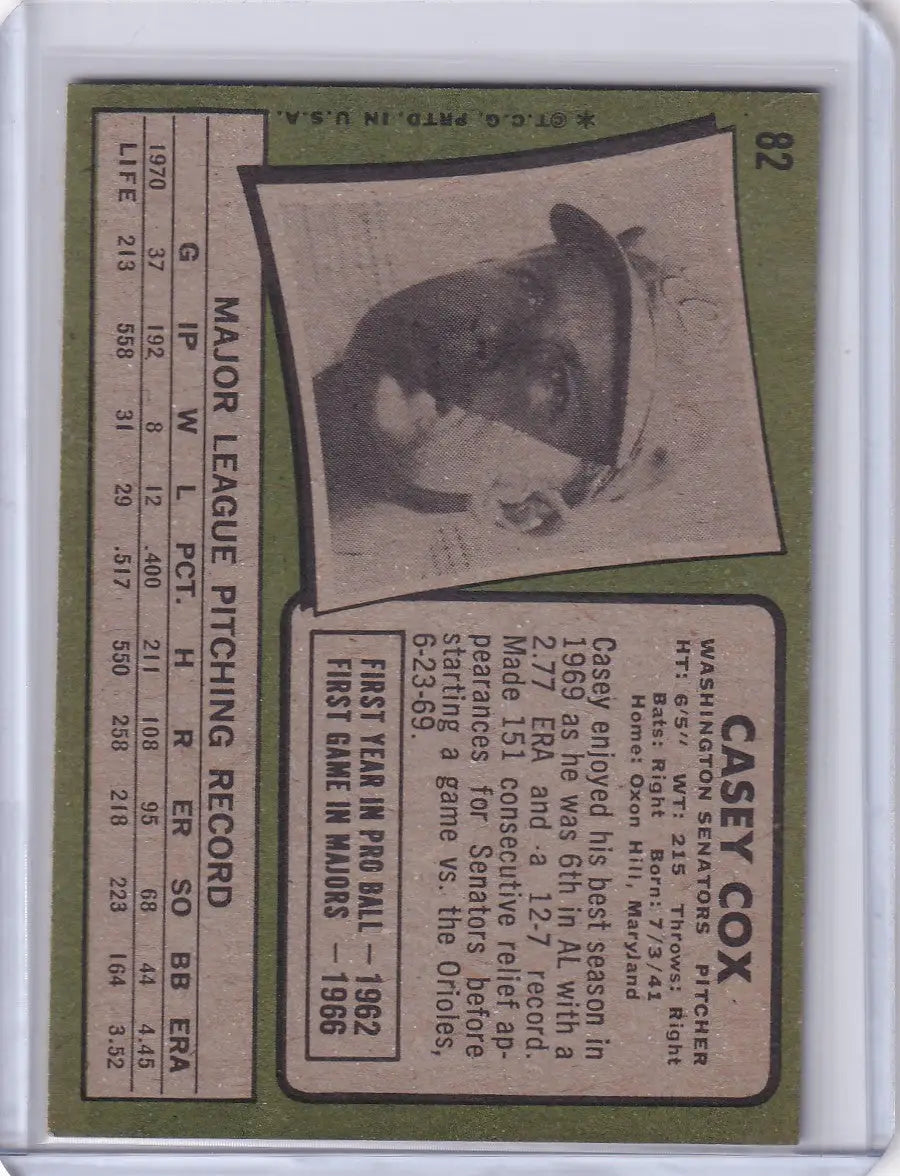 82
CASEY COX
WASHINGTON SENATORS PITCHER
HT: 6'5" WT: 215 Throws: Right
Bats: Right Born: 7/3/41
Home: Oxon Hill, Maryland
Casey enjoyed his best season in
1969 as he was 6th in AL with a
2.77 ERA and a 12-7 record.
Made 151 consecutive relief ap-
pearances for Senators before
starting a game vs. the Orioles,
6-23-69.
FIRST YEAR IN PRO BALL — 1962
FIRST GAME IN MAJORS — 1966
MAJOR LEAGUE PITCHING RECORD
G IP W L PCT. H R ER SO BB ERA
1970 37 192 8 12 .400 211 108 95 68 44 4.45
LIFE 213 558 31 29 .517 550 258 218 223 164 3.52
* ©T.C.G. PRTD. IN U.S.A.